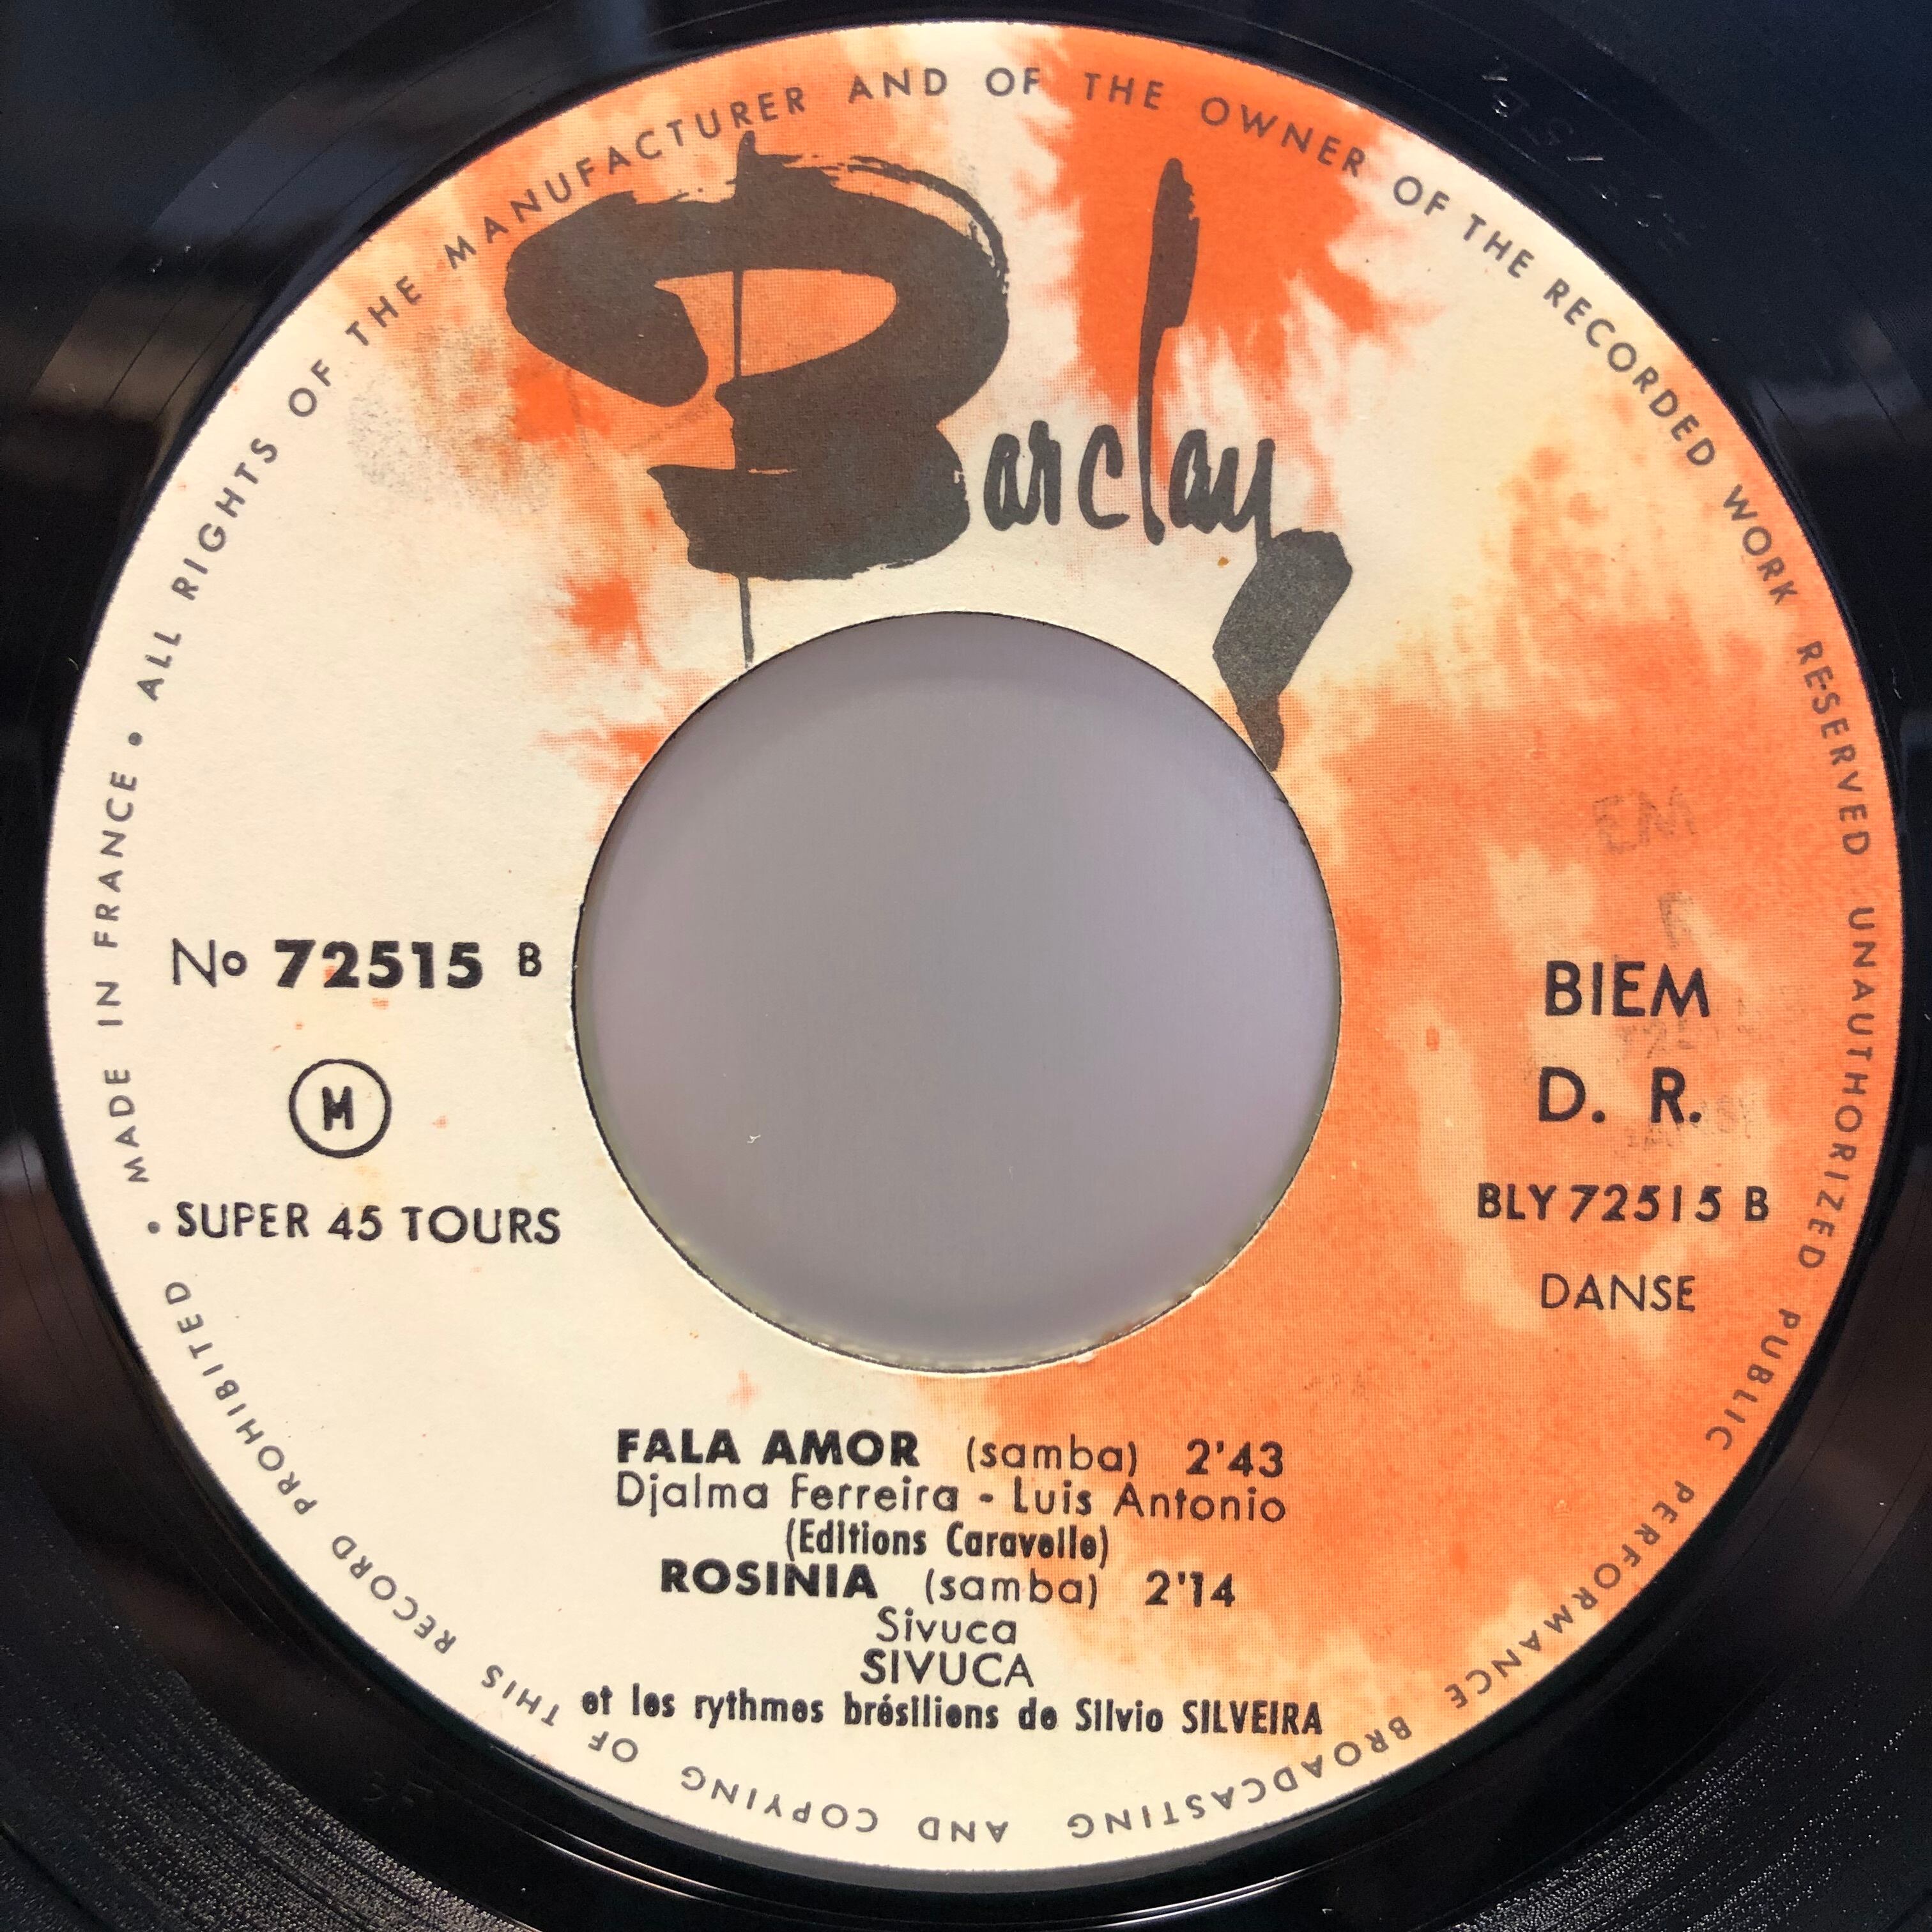 • MADE IN FRANCE • ALL RIGHTS OF THE MANUFACTURER AND OF THE OWNER OF THE RECORDED WORK RESERVED UNAUTHORIZED PUBLIC PERFORMANCE BROADCASTING AND COPYING OF THIS RECORD PROHIBITED
Barclay
No 72515 B
M
SUPER 45 TOURS
BIEM
D. R.
BLY 72515 B
DANSE
FALA AMOR (samba) 2'43
Djalma Ferreira - Luis Antonio
(Editions Caravelle)
ROSINIA (samba) 2'14
Sivuca
SIVUCA
et les rythmes brésiliens de Silvio SILVEIRA